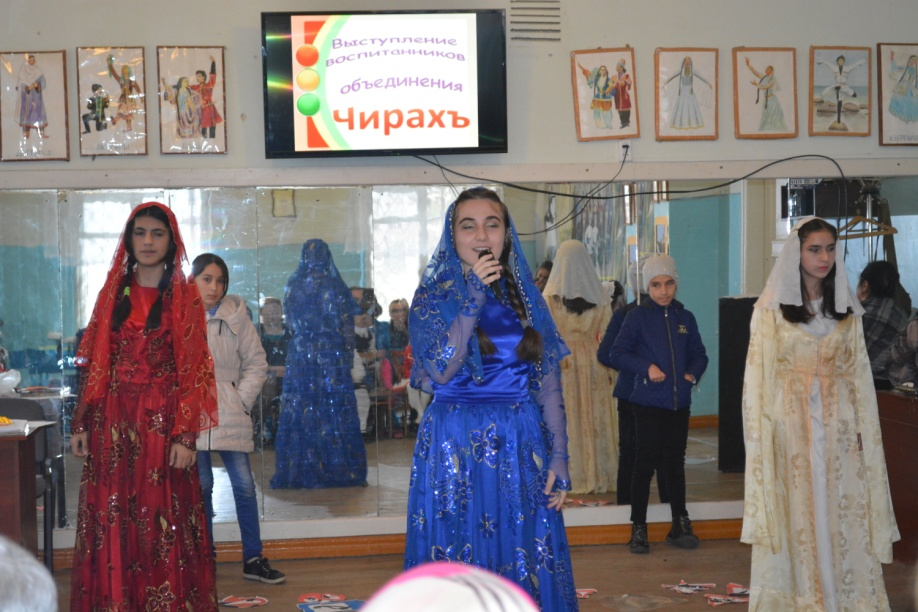 Выступление
воспитанников
объединения
Чирахъ